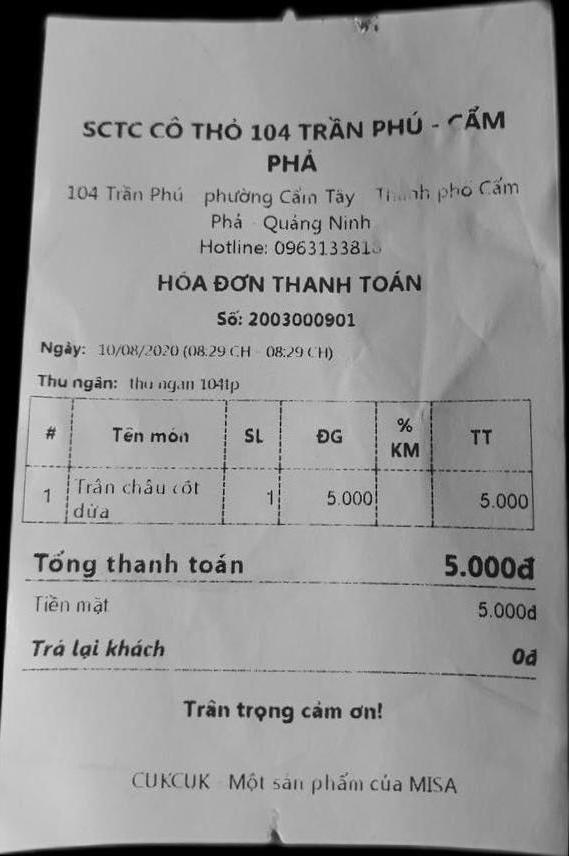 SCTC CÔ THỎ 104 TRẦN PHÚ - CẨM
PHẢ
104 Trần Phú - phường Cẩm Tây - Thành phố Cẩm
Phả - Quảng Ninh
Hotline:
HÓA ĐƠN THANH TOÁN
Số: 2003000901
Ngày: 10/08/2020 (08:29 CH - 08:29 CH)
Thu ngân: thu ngan 104tp
# Tên món SL ĐG % KM TT
1 Trân châu cốt dừa 1 5.000 5.000
Tổng thanh toán 5.000đ
Tiền mặt 5.000đ
Trả lại khách 0đ
Trân trọng cảm ơn!
CUKCUK - Một sản phẩm của MISA